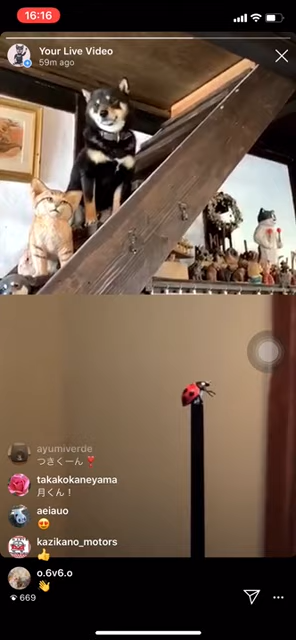 16:16
Your Live Video
59m ago
ayumiverde
つきくーん❣️
takakokaneyama
月くん！
aeiauo
😍
kazikano_motors
👍
o.6v6.o
👋
669